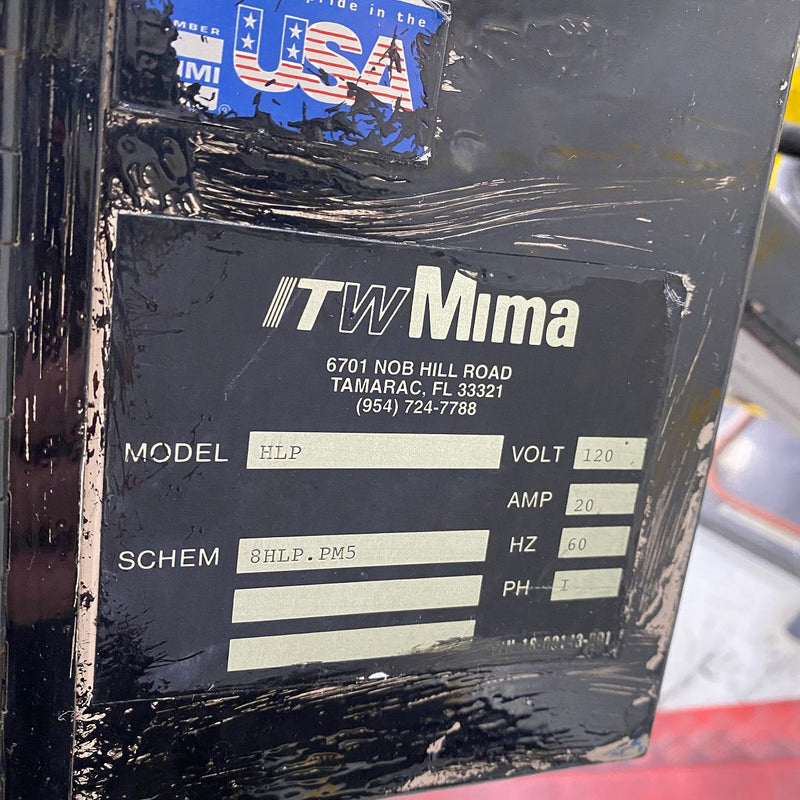 pride in the
MBER
USA
MMI
®
ITW Mima
6701 NOB HILL ROAD
TAMARAC, FL 33321
(954) 724-7788
MODEL HLP VOLT 120
AMP 20
SCHEM 8HLP.PM5 HZ 60
PH I